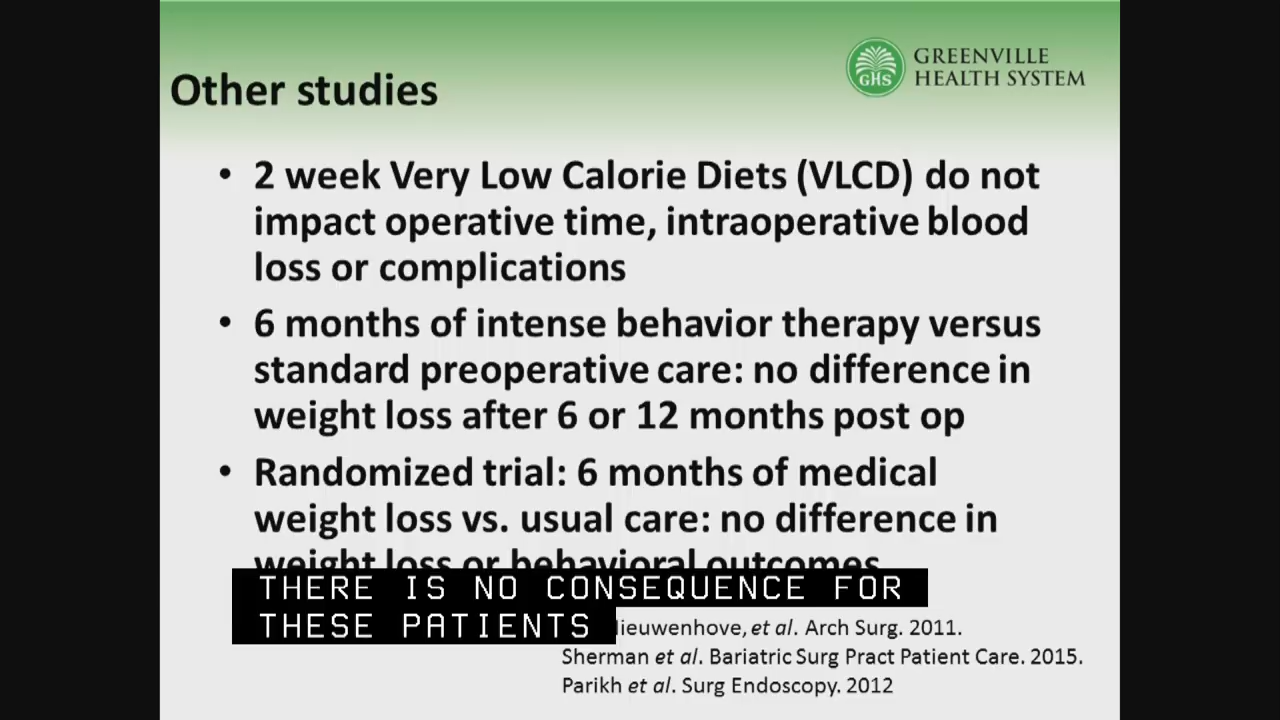 GREENVILLE
HEALTH SYSTEM
GHS
Other studies
• 2 week Very Low Calorie Diets (VLCD) do not
impact operative time, intraoperative blood
loss or complications
• 6 months of intense behavior therapy versus
standard preoperative care: no difference in
weight loss after 6 or 12 months post op
• Randomized trial: 6 months of medical
weight loss vs. usual care: no difference in
weight loss or behavioral outcomes
THERE IS NO CONSEQUENCE FOR
THESE PATIENTS
et al. Arch Surg. 2011.
Sherman et al. Bariatric Surg Pract Patient Care. 2015.
Parikh et al. Surg Endoscopy. 2012